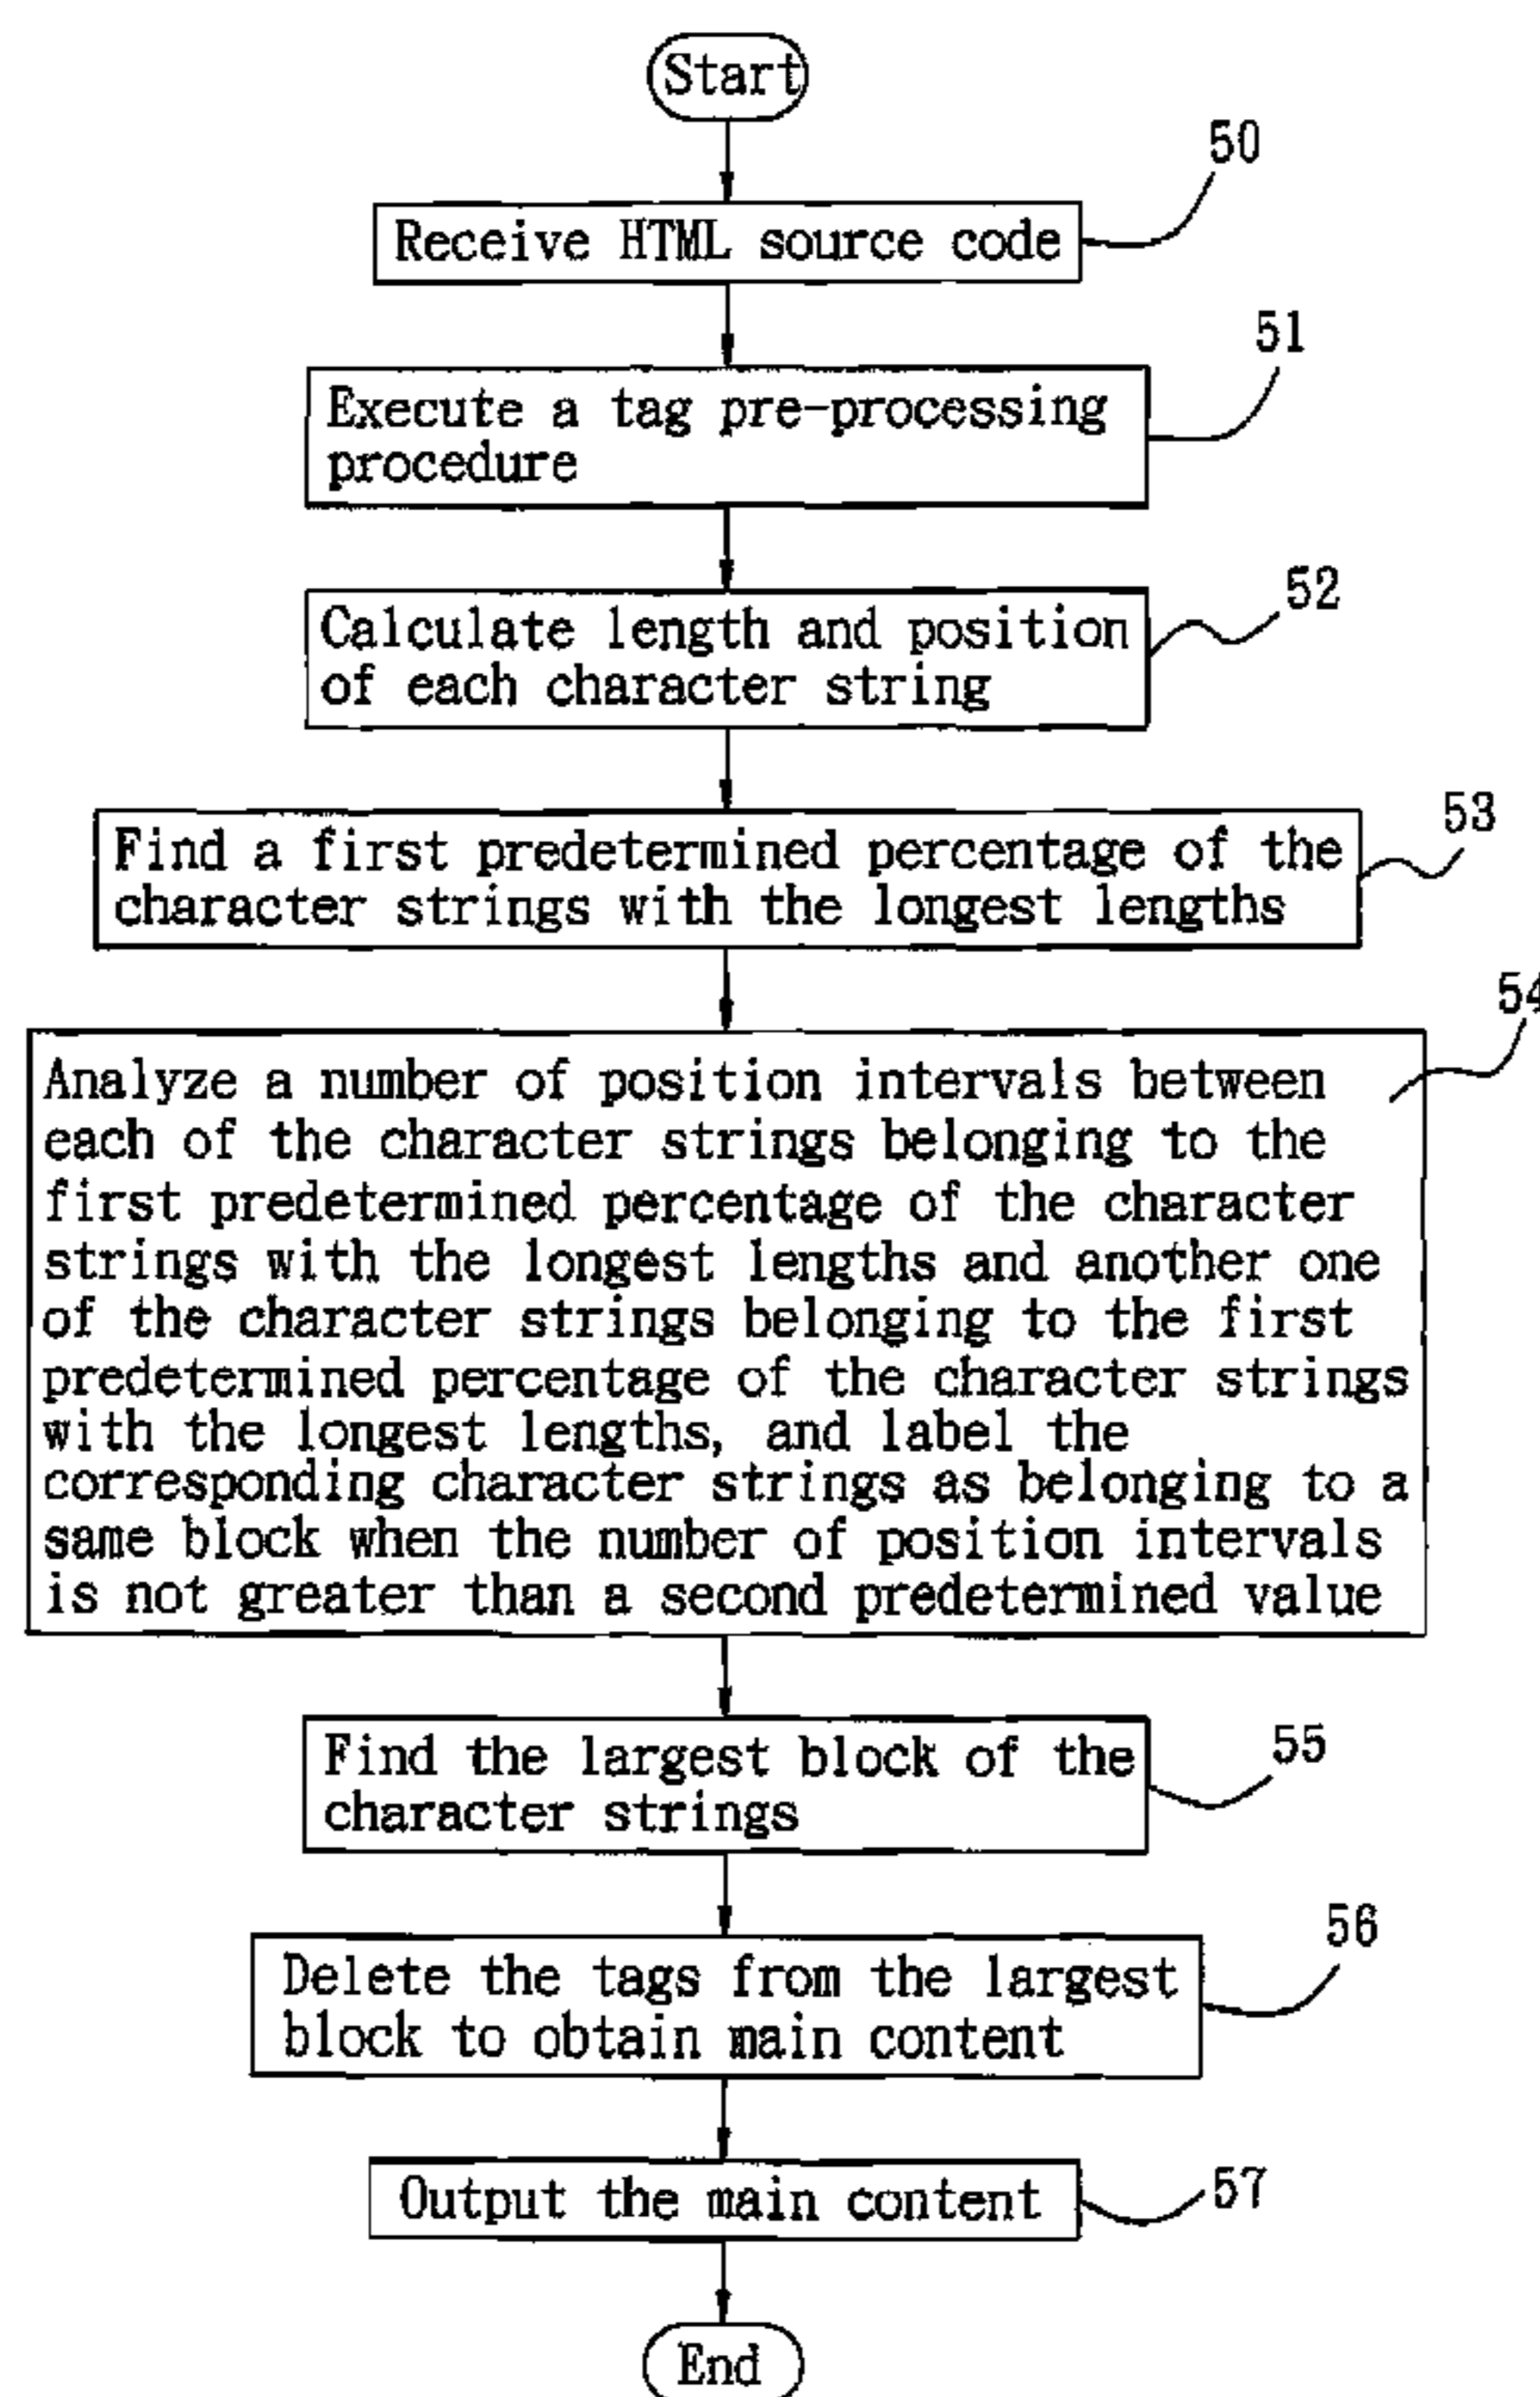 Start
50
Receive HTML source code
51
Execute a tag pre-processing
procedure
52
Calculate length and position
of each character string
53
Find a first predetermined percentage of the
character strings with the longest lengths
54
Analyze a number of position intervals between
each of the character strings belonging to the
first predetermined percentage of the character
strings with the longest lengths and another one
of the character strings belonging to the first
predetermined percentage of the character strings
with the longest lengths, and label the
corresponding character strings as belonging to a
same block when the number of position intervals
is not greater than a second predetermined value
55
Find the largest block of the
character strings
56
Delete the tags from the largest
block to obtain main content
Output the main content
57
End